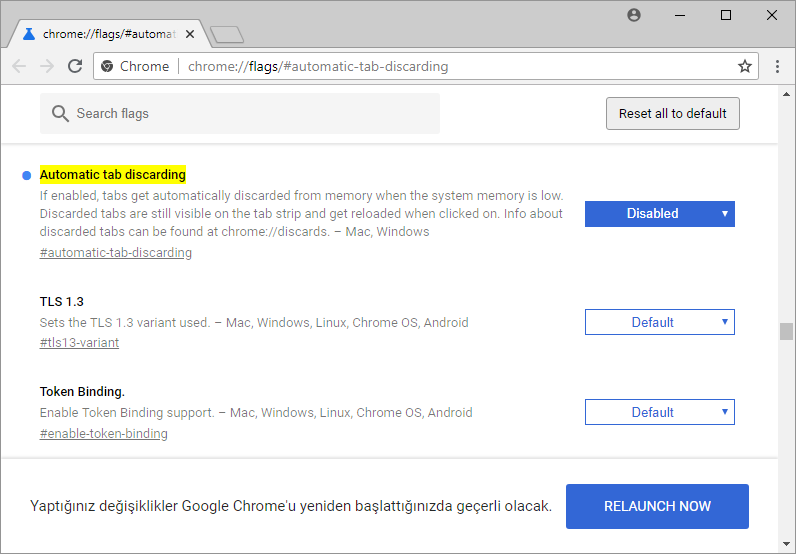 chrome://flags/#automat
Chrome chrome://flags/#automatic-tab-discarding
Search flags
Reset all to default
Automatic tab discarding
If enabled, tabs get automatically discarded from memory when the system memory is low.
Discarded tabs are still visible on the tab strip and get reloaded when clicked on. Info about
discarded tabs can be found at chrome://discards. – Mac, Windows
#automatic-tab-discarding
Disabled
TLS 1.3
Sets the TLS 1.3 variant used. – Mac, Windows, Linux, Chrome OS, Android
#tls13-variant
Default
Token Binding.
Enable Token Binding support. – Mac, Windows, Linux, Chrome OS, Android
#enable-token-binding
Default
Yaptığınız değişiklikler Google Chrome'u yeniden başlattığınızda geçerli olacak.
RELAUNCH NOW